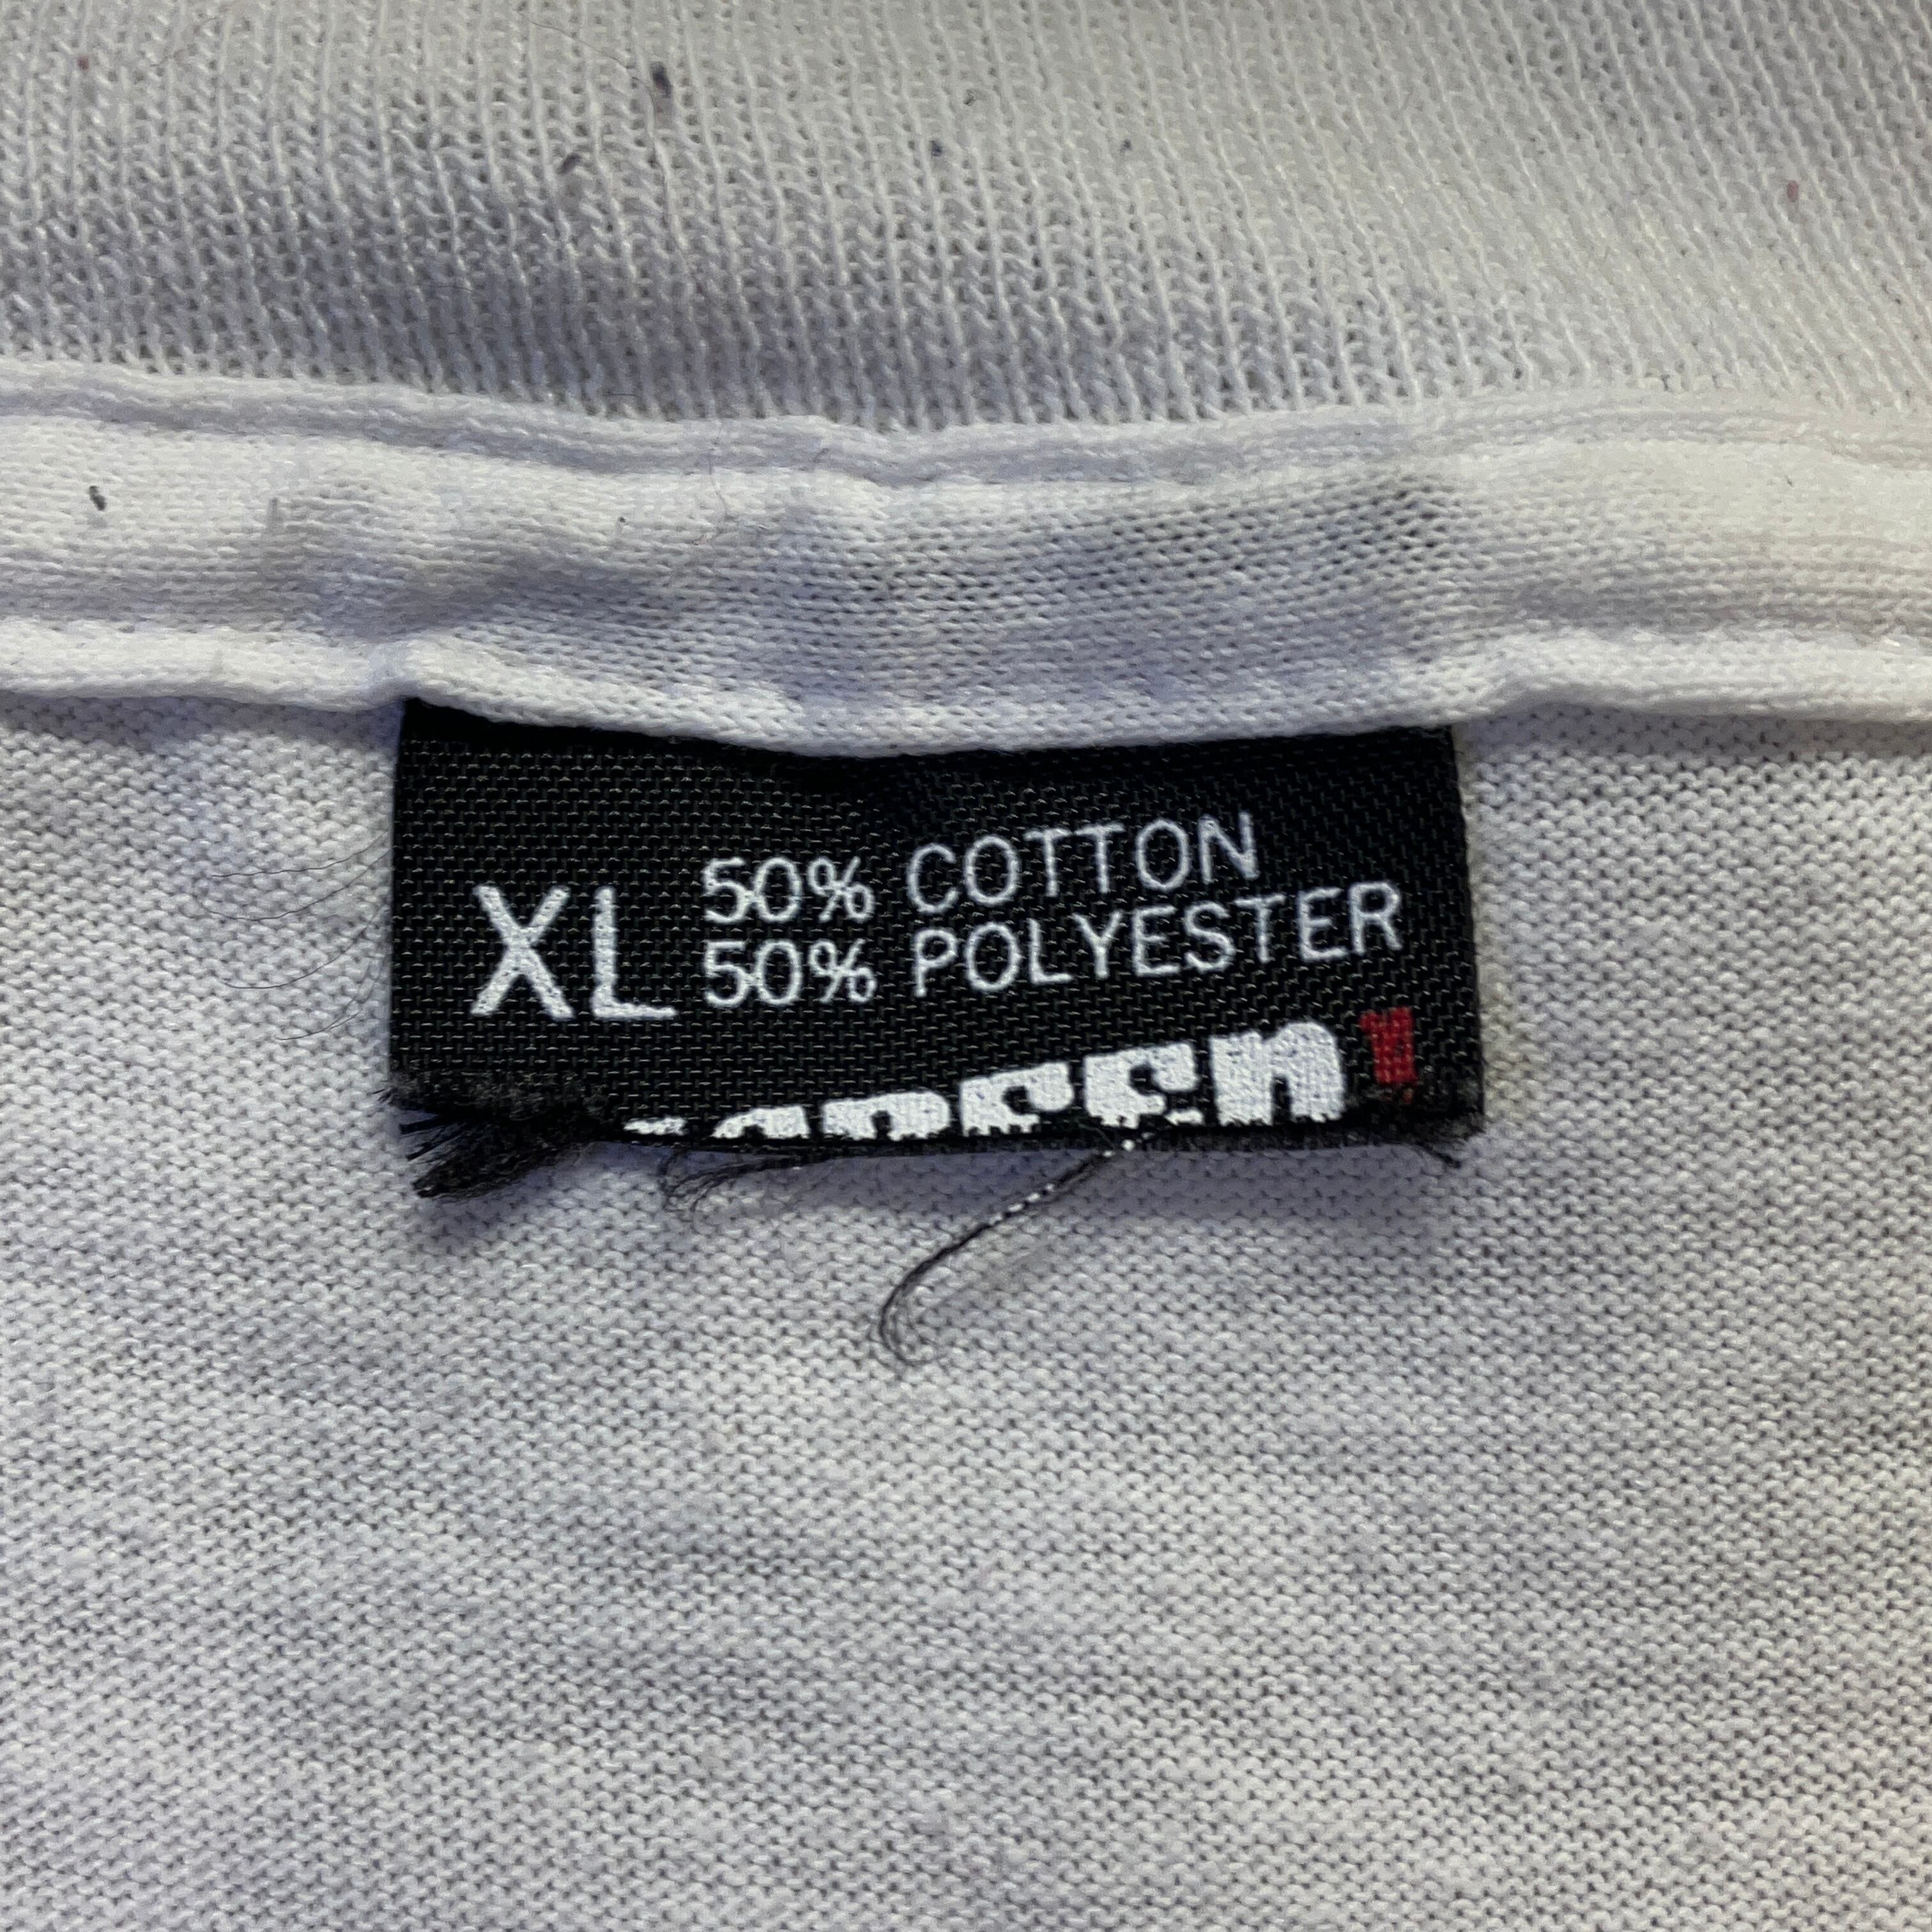 XL 50% COTTON
50% POLYESTER